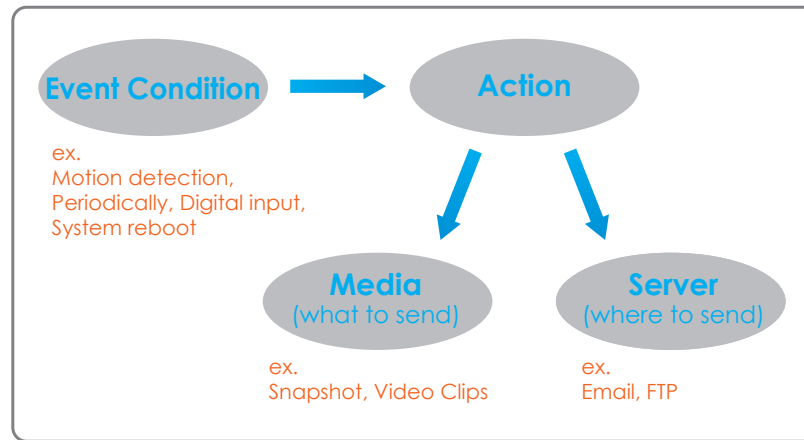 Event Condition
Action
ex.
Motion detection,
Periodically, Digital input,
System reboot
Media
(what to send)
Server
(where to send)
ex.
Snapshot, Video Clips
ex.
Email, FTP